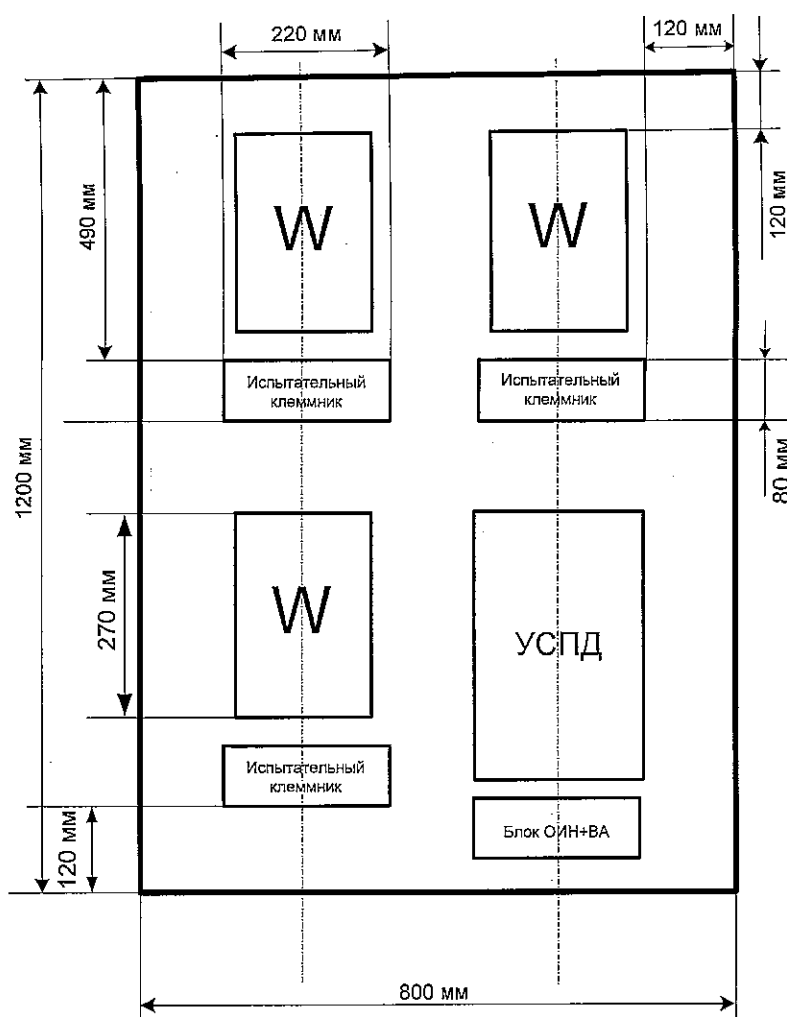 220 мм
120 мм
490 мм
W
W
120 мм
Испытательный
клеммник
Испытательный
клеммник
80 мм
1200 мм
270 мм
W
УСПД
Испытательный
клеммник
120 мм
Блок ОИН+ВА
800 мм